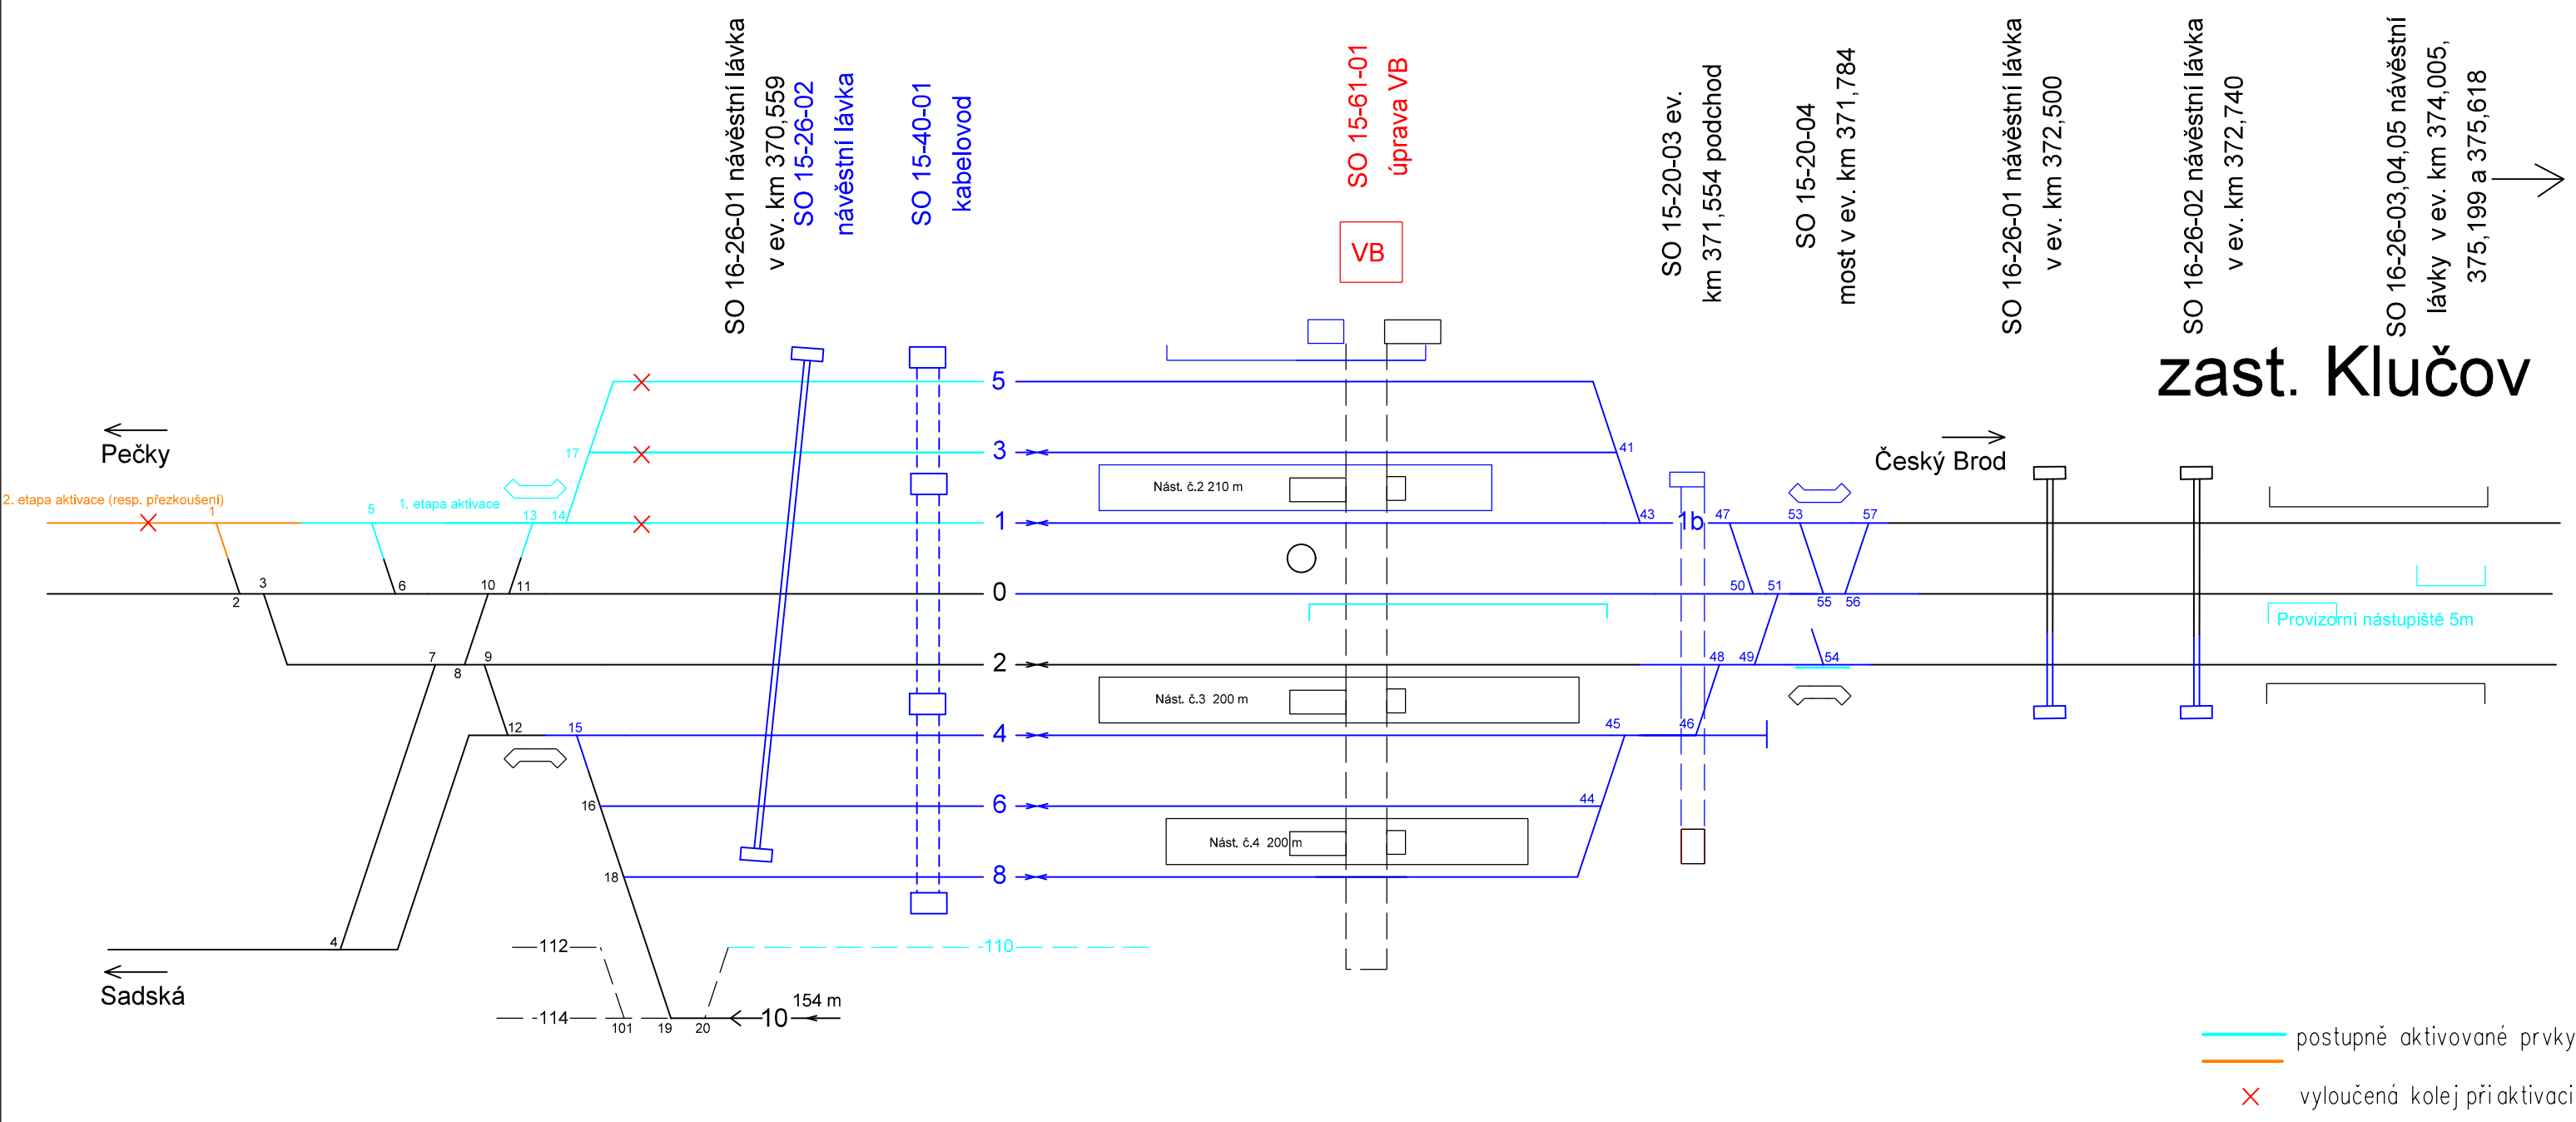 SO 16-26-01 návěstní lávka
v ev. km 370,559
SO 15-26-02
návěstní lávka
SO 15-40-01
kabelovod
SO 15-61-01
úprava VB
VB
SO 15-20-03 ev.
km 371,554 podchod
SO 15-20-04
most v ev. km 371,784
SO 16-26-01 návěstní lávka
v ev. km 372,500
SO 16-26-02 návěstní lávka
v ev. km 372,740
SO 16-26-03,04,05 návěstní
lávky v ev. km 374,005,
375,199 a 375,618
zast. Klučov
5
Pečky
17
3
41
Český Brod
2. etapa aktivace (resp. přezkoušení)
1. etapa aktivace
Nást. č.2 210 m
1
5
13
14
1
43
1b
47
53
57
2
3
6
10
11
0
50
51
55
56
Provizorní nástupiště 5m
7
8
9
2
48
49
54
Nást. č.3 200 m
12
15
4
45
46
16
6
44
Nást. č.4 200 m
18
8
4
112
110
Sadská
114
101
19
20
10
154 m
postupně aktivované prvky
vyloučená kolej při aktivaci